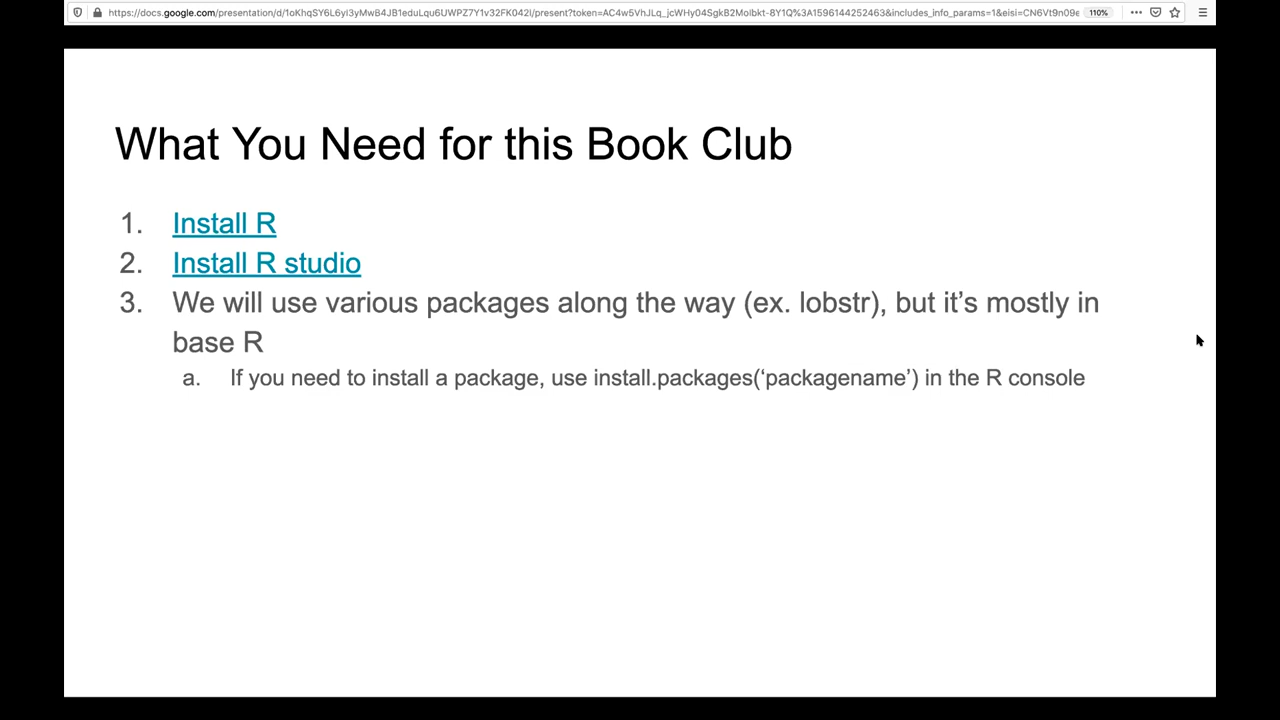 What You Need for this Book Club
1. Install R
2. Install R studio
3. We will use various packages along the way (ex. lobstr), but it’s mostly in
base R
a. If you need to install a package, use install.packages(‘packagename’) in the R console
110%